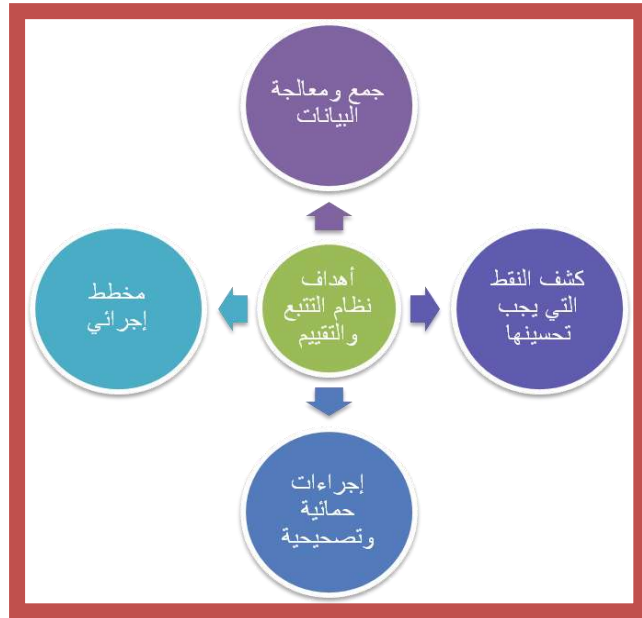 جمع ومعالجة
البيانات
كشف النقط
التي يجب
تحسينها
أهداف
نظام التتبع
والتقييم
مخطط
إجرائي
إجراءات
حمائية
وتصحيحية